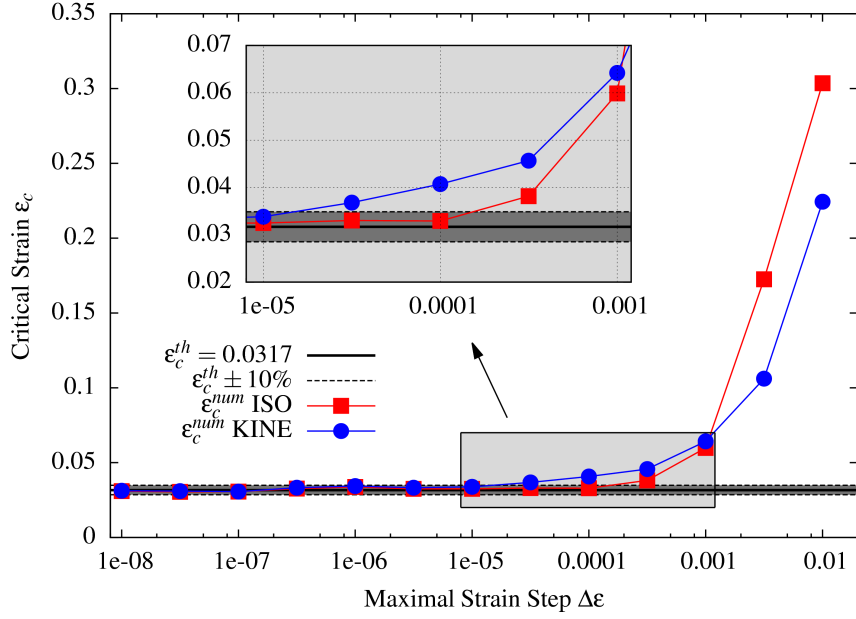 0.35
0.3
0.25
0.2
0.15
0.1
0.05
0
Critical Strain ε_c
0.07
0.06
0.05
0.04
0.03
0.02
1e-05 0.0001 0.001
ε_c^th = 0.0317
ε_c^th ± 10%
ε_c^num ISO
ε_c^num KINE
1e-08 1e-07 1e-06 1e-05 0.0001 0.001 0.01
Maximal Strain Step Δε